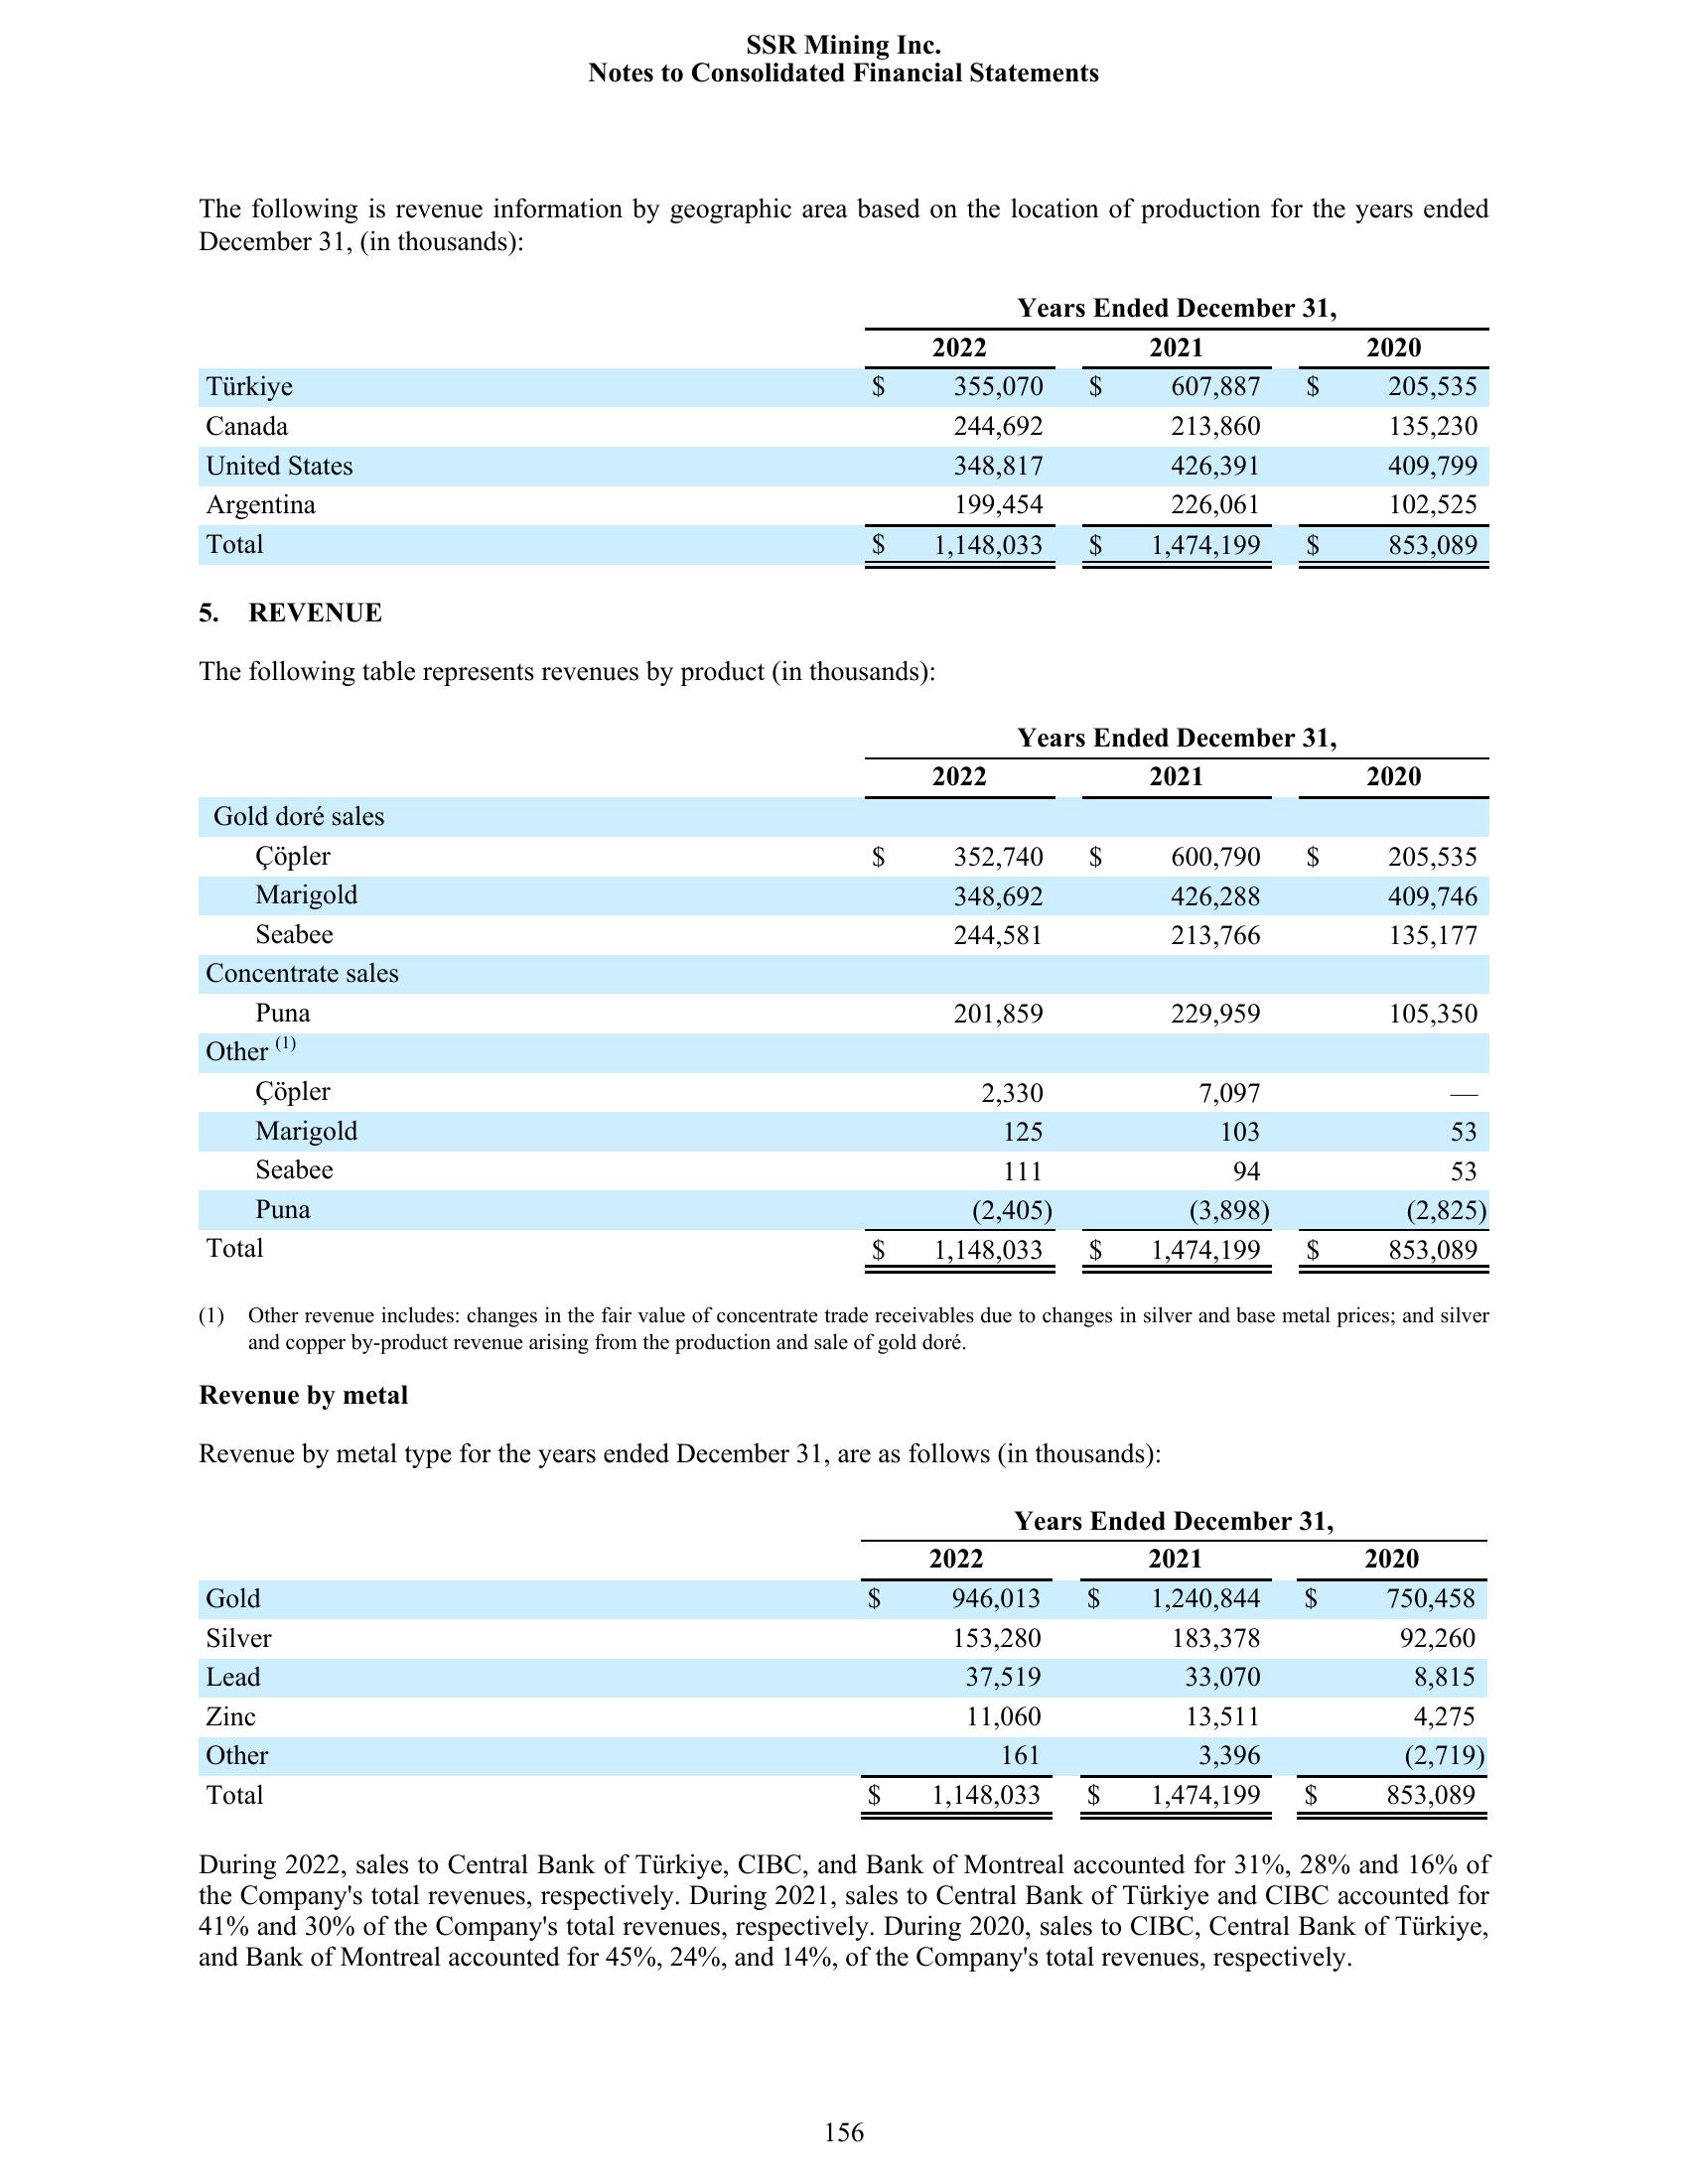 SSR Mining Inc.
Notes to Consolidated Financial Statements
The following is revenue information by geographic area based on the location of production for the years ended
December 31, (in thousands):
Years Ended December 31,
2022 2021 2020
Türkiye $ 355,070 $ 607,887 $ 205,535
Canada 244,692 213,860 135,230
United States 348,817 426,391 409,799
Argentina 199,454 226,061 102,525
Total $ 1,148,033 $ 1,474,199 $ 853,089
5. REVENUE
The following table represents revenues by product (in thousands):
Years Ended December 31,
2022 2021 2020
Gold doré sales
Çöpler $ 352,740 $ 600,790 $ 205,535
Marigold 348,692 426,288 409,746
Seabee 244,581 213,766 135,177
Concentrate sales
Puna 201,859 229,959 105,350
Other (1)
Çöpler 2,330 7,097 —
Marigold 125 103 53
Seabee 111 94 53
Puna (2,405) (3,898) (2,825)
Total $ 1,148,033 $ 1,474,199 $ 853,089
(1) Other revenue includes: changes in the fair value of concentrate trade receivables due to changes in silver and base metal prices; and silver
and copper by-product revenue arising from the production and sale of gold doré.
Revenue by metal
Revenue by metal type for the years ended December 31, are as follows (in thousands):
Years Ended December 31,
2022 2021 2020
Gold $ 946,013 $ 1,240,844 $ 750,458
Silver 153,280 183,378 92,260
Lead 37,519 33,070 8,815
Zinc 11,060 13,511 4,275
Other 161 3,396 (2,719)
Total $ 1,148,033 $ 1,474,199 $ 853,089
During 2022, sales to Central Bank of Türkiye, CIBC, and Bank of Montreal accounted for 31%, 28% and 16% of
the Company's total revenues, respectively. During 2021, sales to Central Bank of Türkiye and CIBC accounted for
41% and 30% of the Company's total revenues, respectively. During 2020, sales to CIBC, Central Bank of Türkiye,
and Bank of Montreal accounted for 45%, 24%, and 14%, of the Company's total revenues, respectively.
156